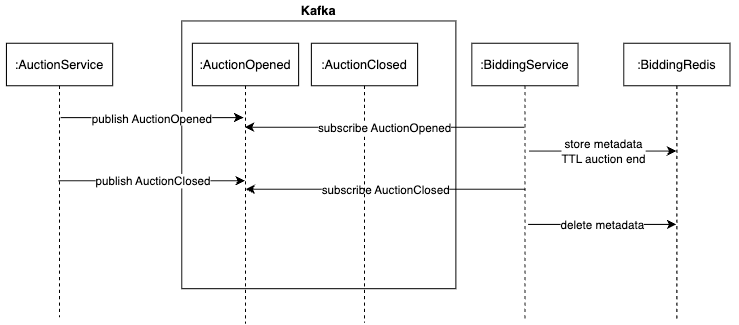 Kafka
:AuctionService
:AuctionOpened
:AuctionClosed
:BiddingService
:BiddingRedis
publish AuctionOpened
subscribe AuctionOpened
store metadata
TTL auction end
publish AuctionClosed
subscribe AuctionClosed
delete metadata